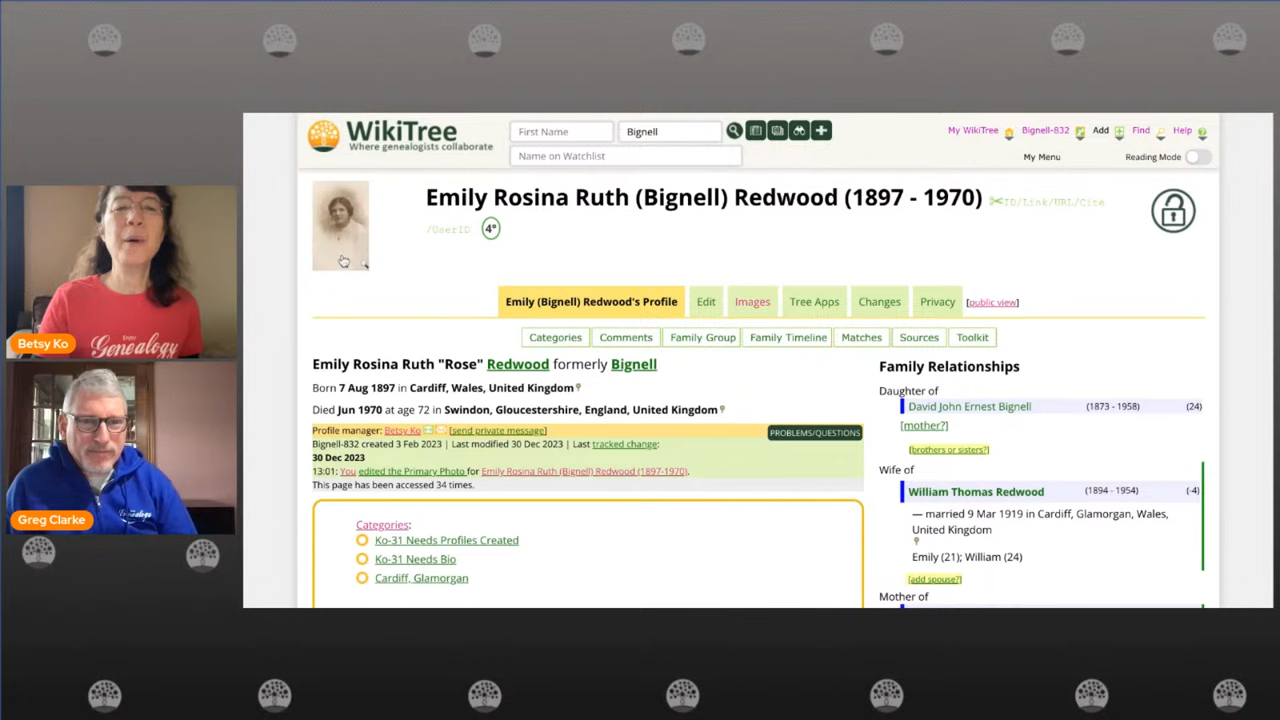 WikiTree
Where genealogists collaborate
First Name
Bignell
Name on Watchlist
My WikiTree
Bignell-832
Add
Find
Help
My Menu
Reading Mode
Emily Rosina Ruth (Bignell) Redwood (1897 - 1970)
ID/Link/URL/Cite
/UserID
4°
Emily (Bignell) Redwood's Profile
Edit
Images
Tree Apps
Changes
Privacy
[public view]
Categories
Comments
Family Group
Family Timeline
Matches
Sources
Toolkit
Emily Rosina Ruth "Rose" Redwood formerly Bignell
Born 7 Aug 1897 in Cardiff, Wales, United Kingdom
Died Jun 1970 at age 72 in Swindon, Gloucestershire, England, United Kingdom
Profile manager: Betsy Ko [send private message]
PROBLEMS/QUESTIONS
Bignell-832 created 3 Feb 2023 | Last modified 30 Dec 2023 | Last tracked change:
30 Dec 2023
13:01: You edited the Primary Photo for Emily Rosina Ruth (Bignell) Redwood (1897-1970).
This page has been accessed 34 times.
Categories:
Ko-31 Needs Profiles Created
Ko-31 Needs Bio
Cardiff, Glamorgan
Family Relationships
Daughter of
David John Ernest Bignell (1873 - 1958) (24)
[mother?]
[brothers or sisters?]
Wife of
William Thomas Redwood (1894 - 1954) (-4)
— married 9 Mar 1919 in Cardiff, Glamorgan, Wales,
United Kingdom
Emily (21); William (24)
[add spouse?]
Mother of
Genealogy
Betsy Ko
Greg Clarke